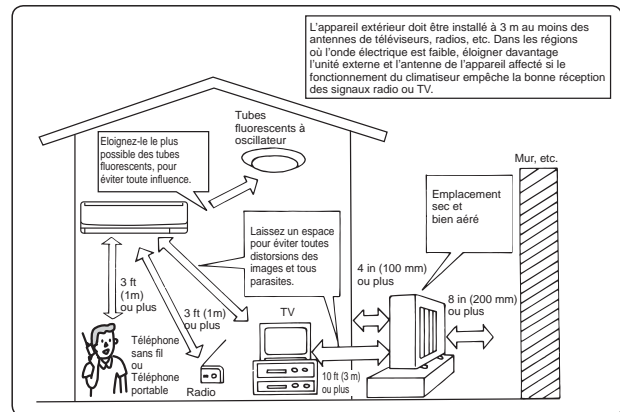 L'appareil extérieur doit être installé à 3 m au moins des
antennes de téléviseurs, radios, etc. Dans les régions
où l'onde électrique est faible, éloigner davantage
l'unité externe et l'antenne de l'appareil affecté si le
fonctionnement du climatiseur empêche la bonne réception
des signaux radio ou TV.
Tubes
fluorescents à
oscillateur
Eloignez-le le plus
possible des tubes
fluorescents, pour
éviter toute influence.
Mur, etc.
Emplacement
sec et
bien aéré
Laissez un espace
pour éviter toutes
distorsions des
images et tous
parasites.
4 in (100 mm)
ou plus
8 in (200 mm)
ou plus
3 ft
(1m)
ou plus
3 ft (1m)
ou plus
TV
Téléphone
sans fil
ou
Téléphone
portable
Radio
10 ft (3 m)
ou plus